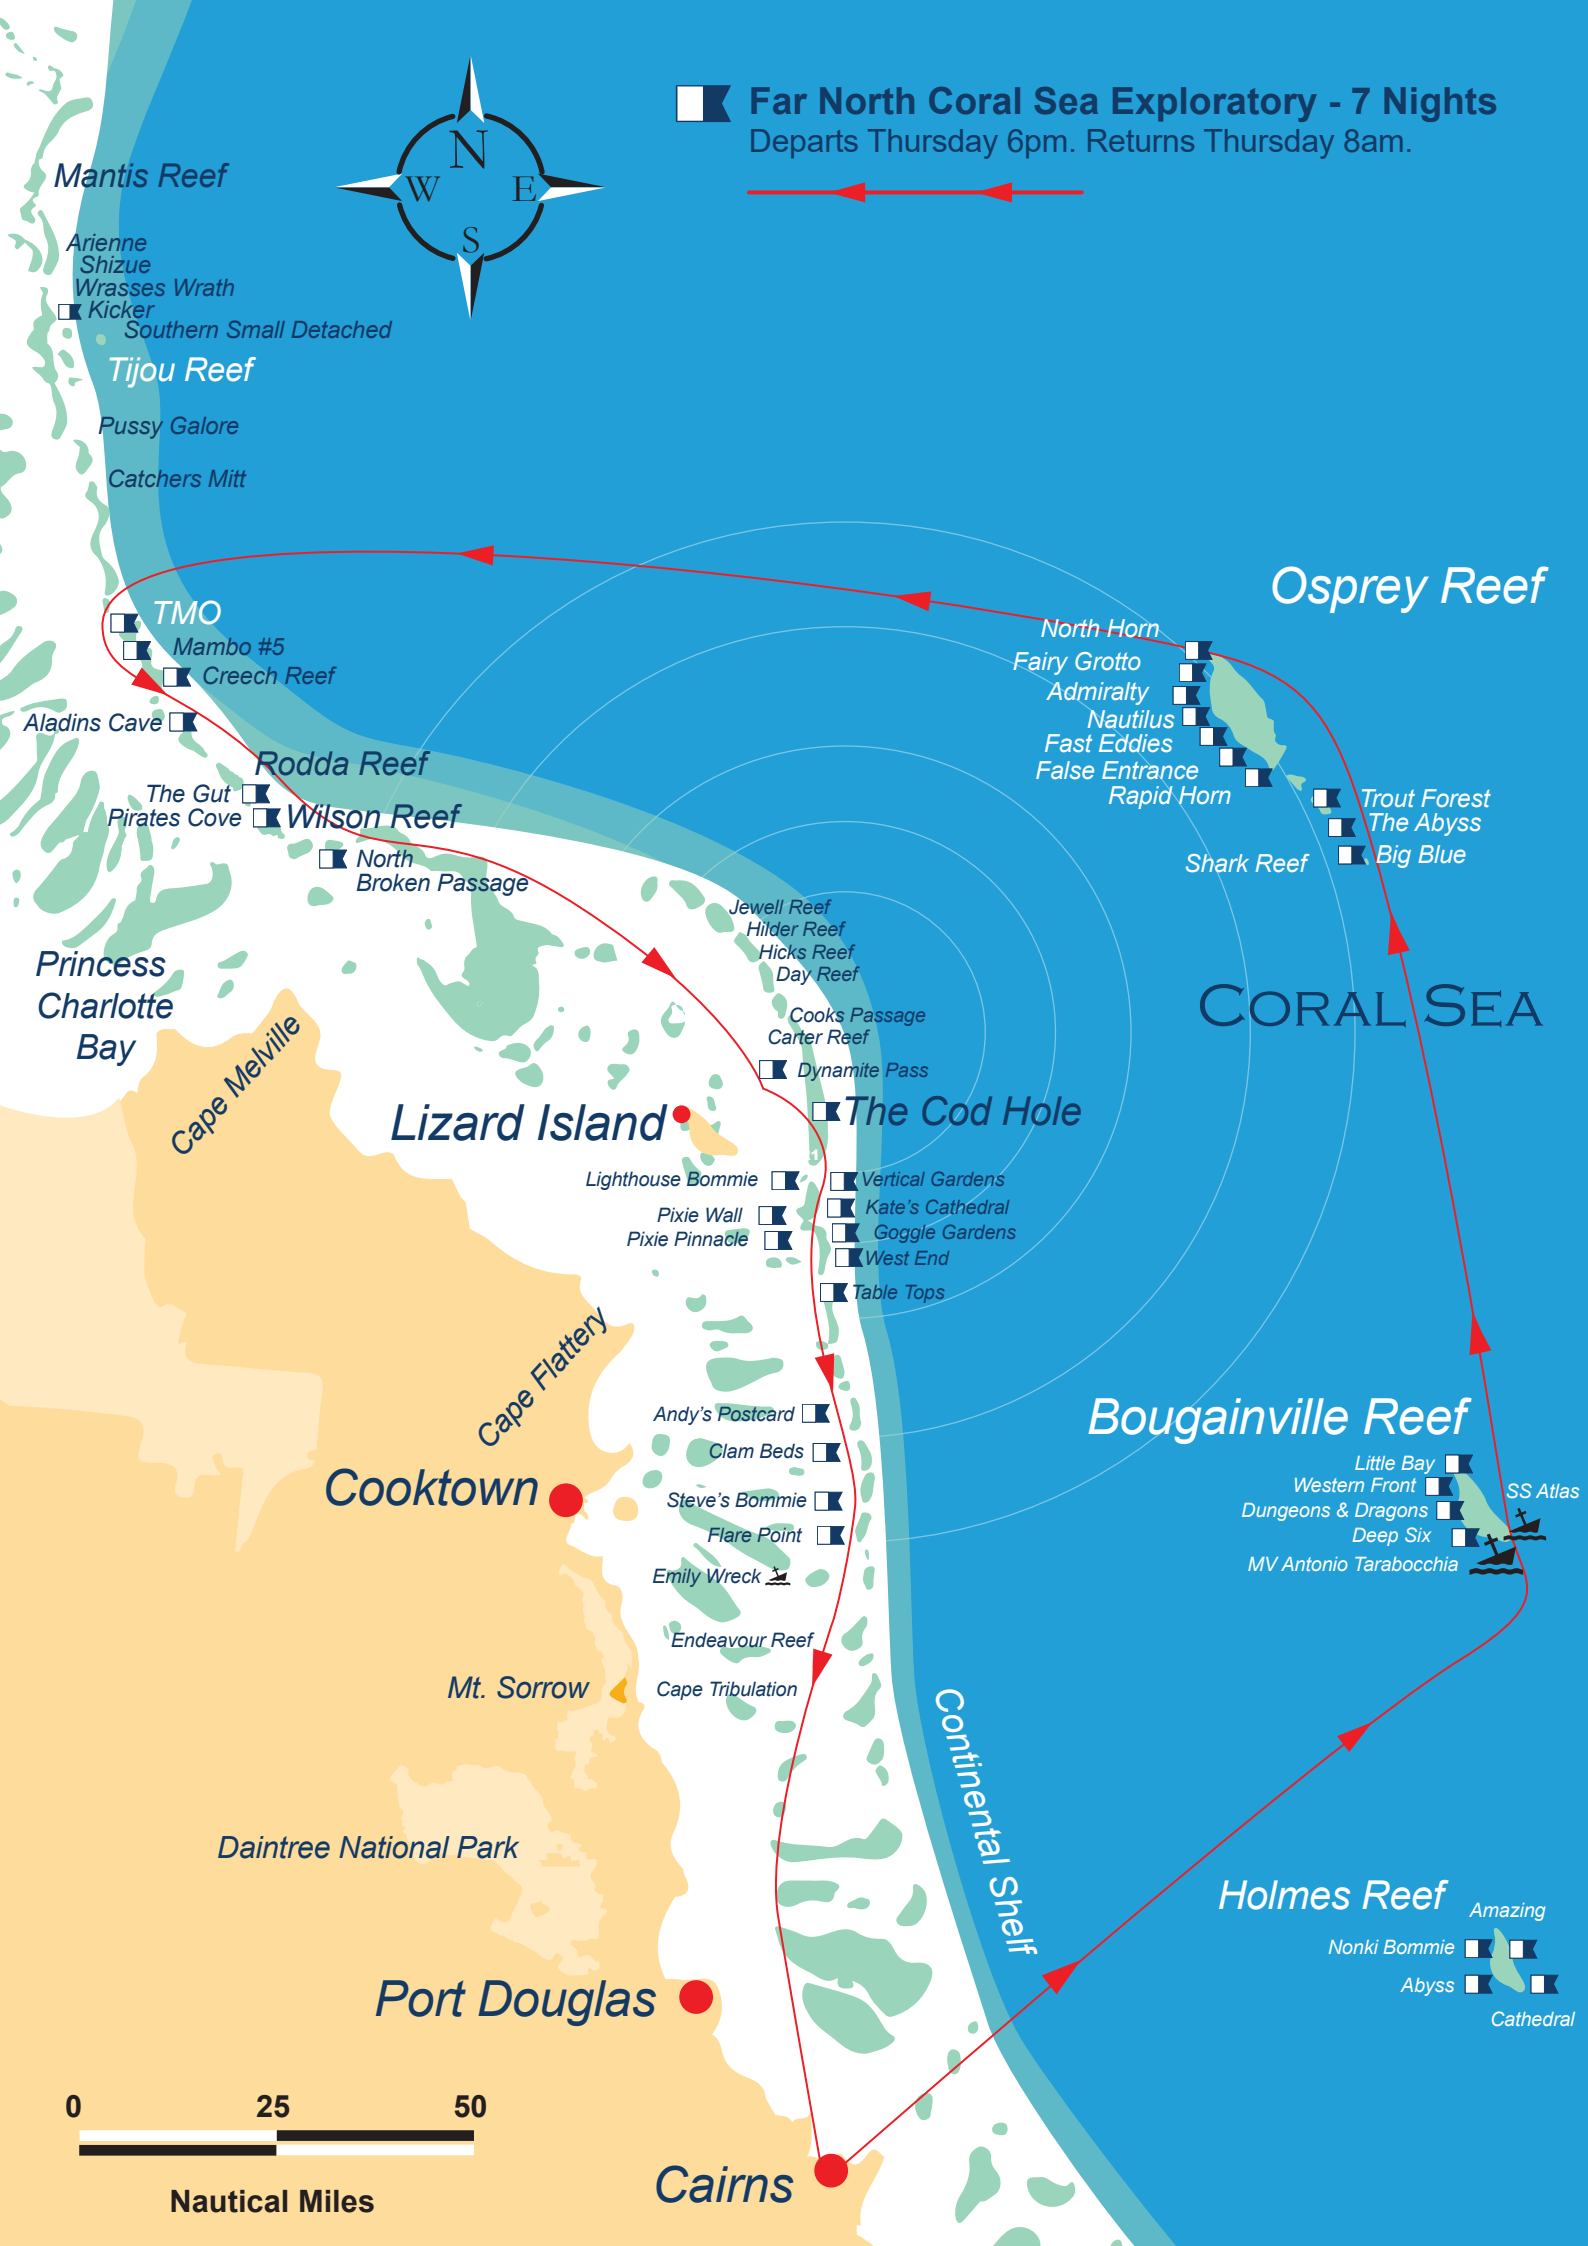 Far North Coral Sea Exploratory - 7 Nights
Departs Thursday 6pm. Returns Thursday 8am.
N
W
E
S
Mantis Reef
Arienne
Shizue
Wrasses Wrath
Kicker
Southern Small Detached
Tijou Reef
Pussy Galore
Catchers Mitt
TMO
Mambo #5
Creech Reef
Aladins Cave
Rodda Reef
The Gut
Pirates Cove
Wilson Reef
North
Broken Passage
Princess
Charlotte
Bay
Cape Melville
Osprey Reef
North Horn
Fairy Grotto
Admiralty
Nautilus
Fast Eddies
False Entrance
Rapid Horn
Trout Forest
The Abyss
Big Blue
Shark Reef
Coral Sea
Jewell Reef
Hilder Reef
Hicks Reef
Day Reef
Cooks Passage
Carter Reef
Dynamite Pass
Lizard Island
The Cod Hole
1
Lighthouse Bommie
Vertical Gardens
Pixie Wall
Kate's Cathedral
Pixie Pinnacle
Goggle Gardens
West End
Table Tops
Cape Flattery
Andy's Postcard
Clam Beds
Cooktown
Steve's Bommie
Flare Point
Emily Wreck
Endeavour Reef
Mt. Sorrow
Cape Tribulation
Bougainville Reef
Little Bay
Western Front
SS Atlas
Dungeons & Dragons
Deep Six
MV Antonio Tarabocchia
Continental Shelf
Daintree National Park
Holmes Reef
Amazing
Nonki Bommie
Abyss
Cathedral
Port Douglas
Cairns
0 25 50
Nautical Miles